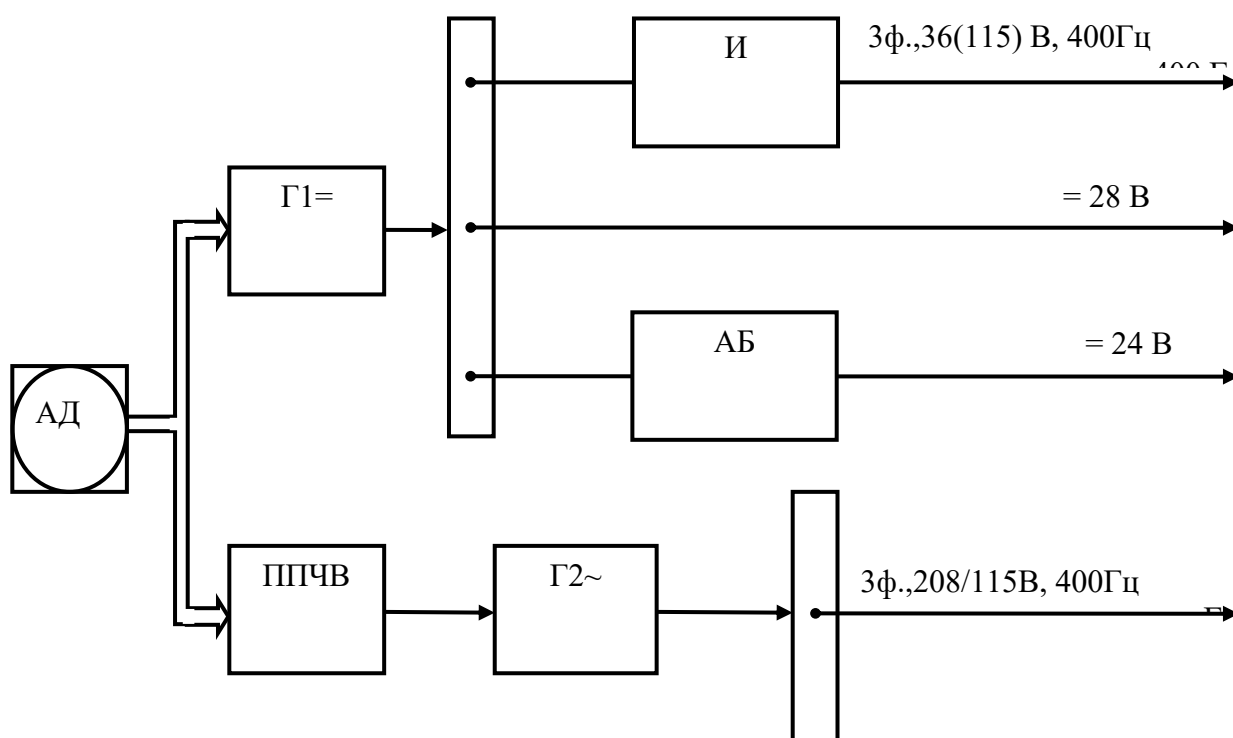 И
3ф.,36(115) В, 400Гц
Г1=
= 28 В
АБ
= 24 В
АД
ППЧВ
Г2~
3ф.,208/115В, 400Гц